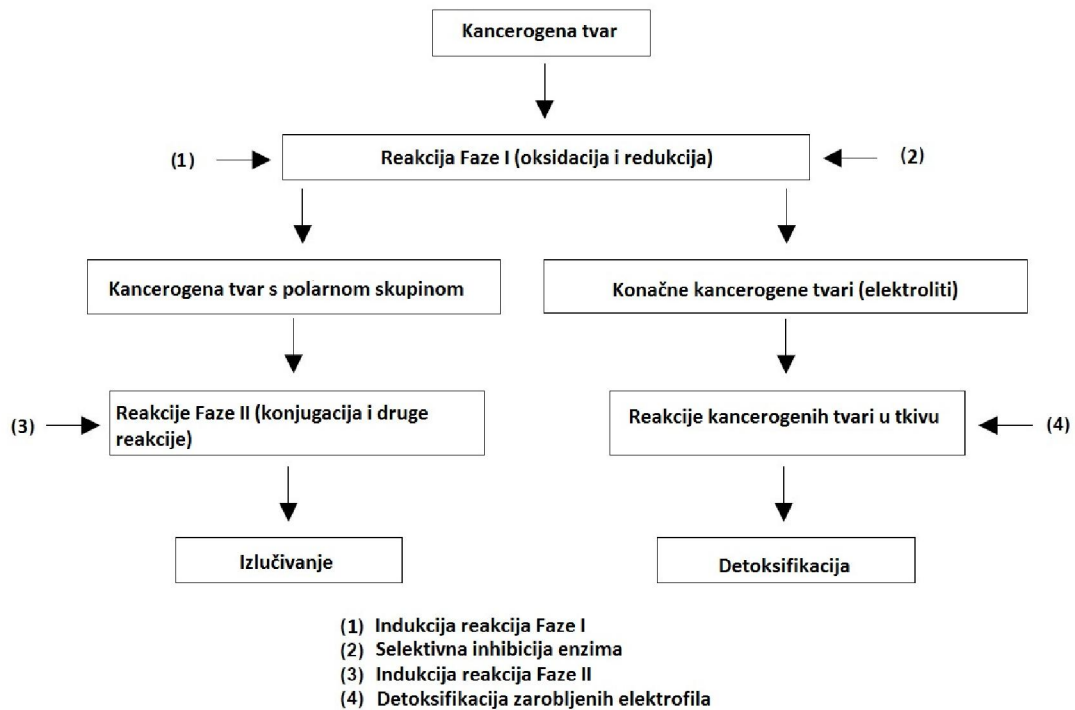 Kancerogena tvar
(1)
Reakcija Faze I (oksidacija i redukcija)
(2)
Kancerogena tvar s polarnom skupinom
Konačne kancerogene tvari (elektroliti)
(3)
Reakcije Faze II (konjugacija i druge
reakcije)
Reakcije kancerogenih tvari u tkivu
(4)
Izlučivanje
Detoksifikacija
(1) Indukcija reakcija Faze I
(2) Selektivna inhibicija enzima
(3) Indukcija reakcija Faze II
(4) Detoksifikacija zarobljenih elektrofila